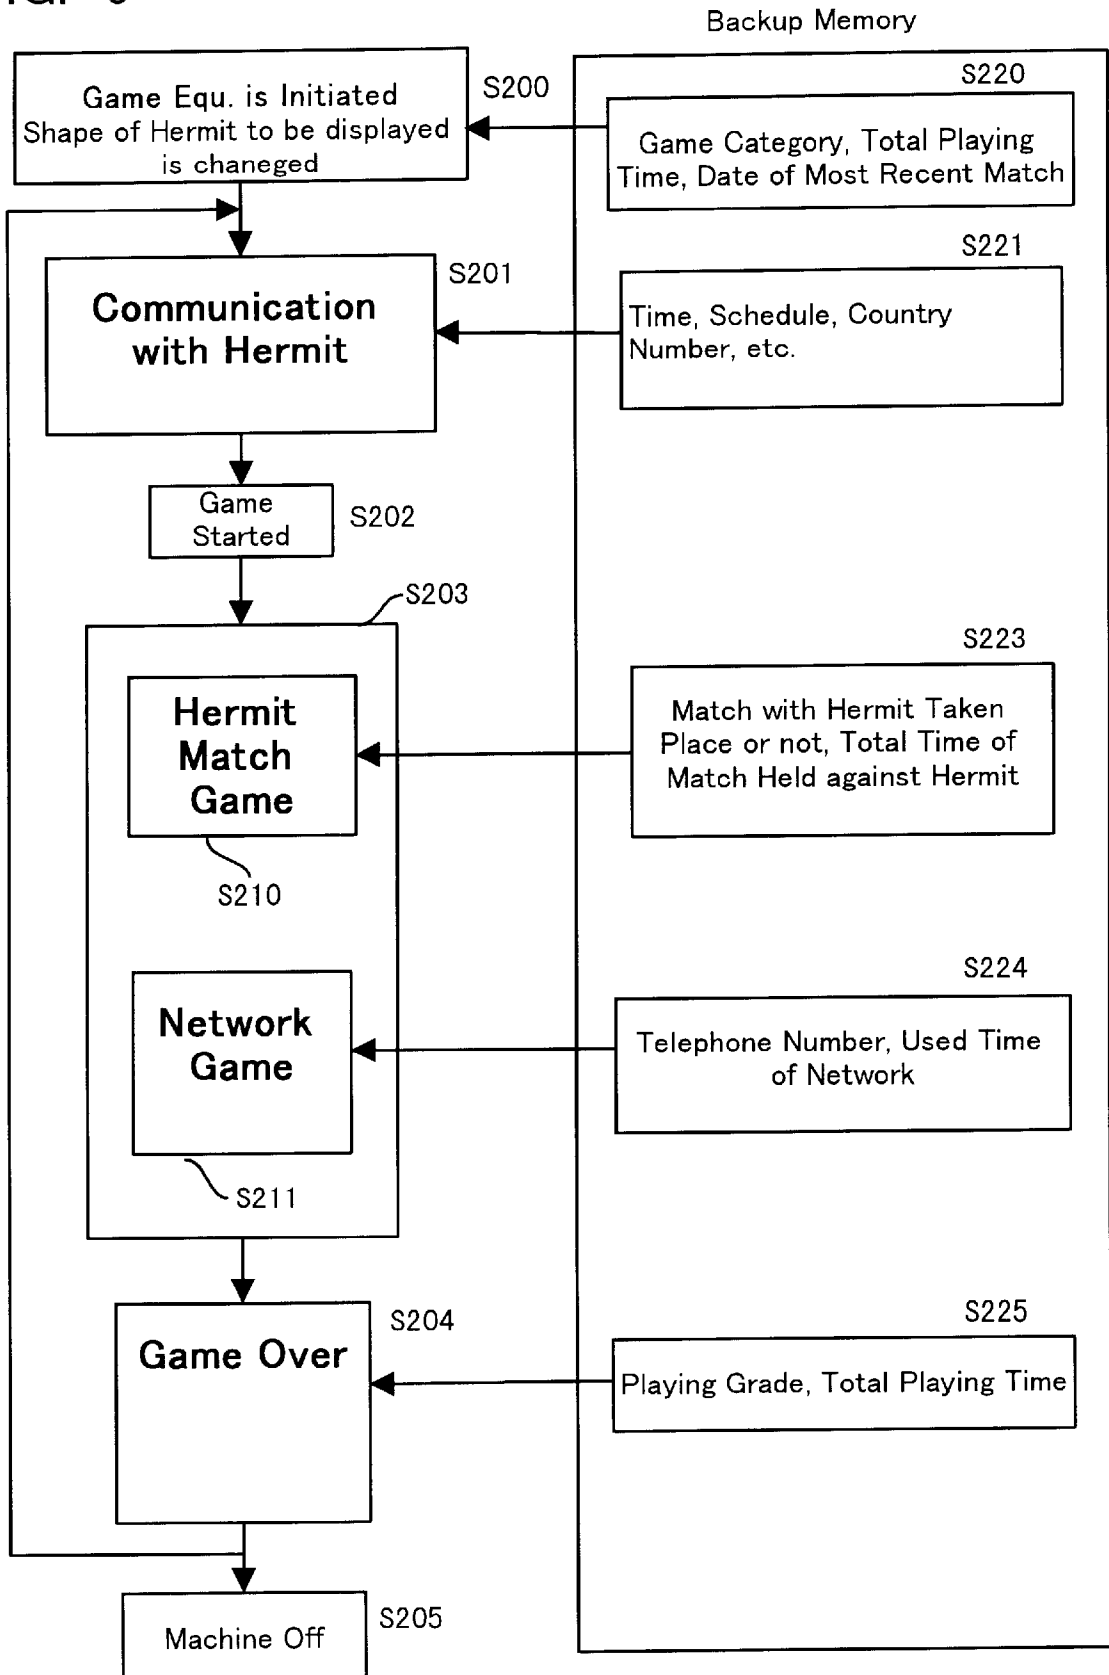 Backup Memory
Game Equ. is Initiated
Shape of Hermit to be displayed
is chaneged
S200
S220
Game Category, Total Playing
Time, Date of Most Recent Match
Communication
with Hermit
S201
S221
Time, Schedule, Country
Number, etc.
Game
Started
S202
S203
Hermit
Match
Game
S210
S223
Match with Hermit Taken
Place or not, Total Time of
Match Held against Hermit
Network
Game
S211
S224
Telephone Number, Used Time
of Network
Game Over
S204
S225
Playing Grade, Total Playing Time
Machine Off
S205